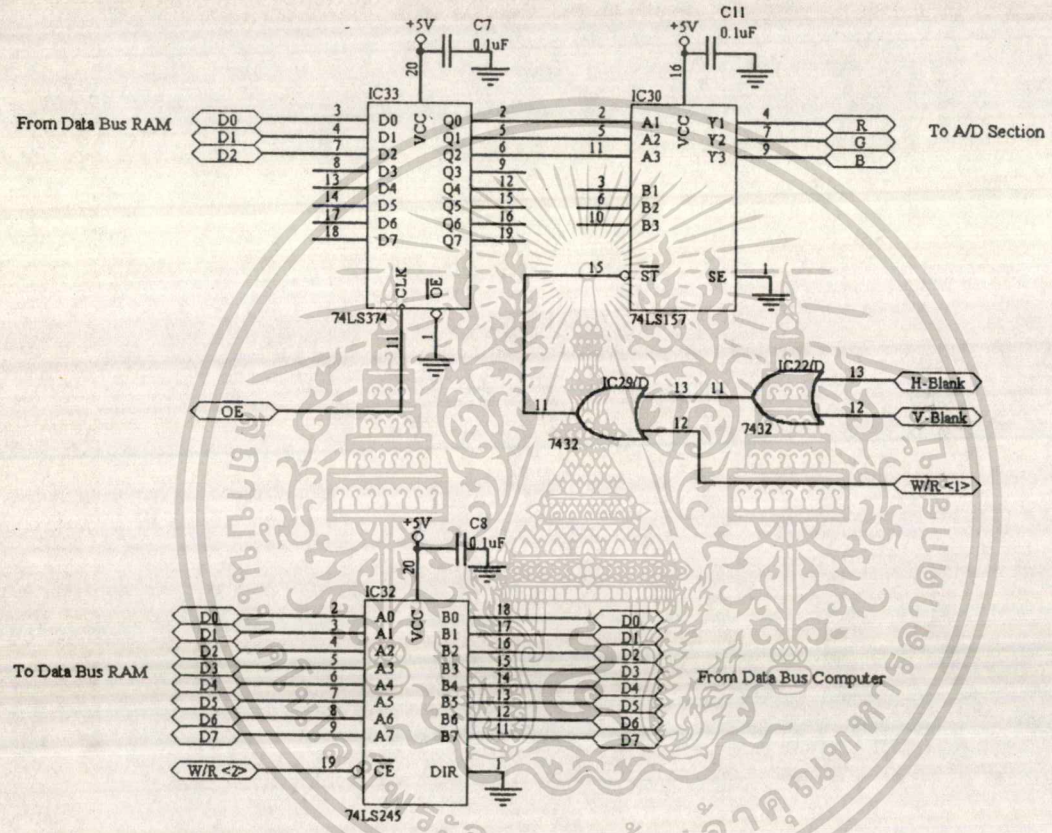 +5V
C7
0.1uF
20
+5V
C11
0.1uF
16
From Data Bus RAM
D0
D1
D2
3
4
7
8
13
14
17
18
IC33
D0
D1
D2
D3
D4
D5
D6
D7
VCC
Q0
Q1
Q2
Q3
Q4
Q5
Q6
Q7
CLK
OE
74LS374
2
5
6
9
12
15
16
19
11
1
OE
2
5
11
3
6
10
15
IC30
A1
A2
A3
B1
B2
B3
ST
VCC
Y1
Y2
Y3
SE
74LS157
4
7
9
1
R
G
B
To A/D Section
IC29/D
11
7432
13
12
IC22/D
11
7432
13
12
H-Blank
V-Blank
W/R <1>
+5V
C8
0.1uF
20
To Data Bus RAM
D0
D1
D2
D3
D4
D5
D6
D7
W/R <2>
2
3
4
5
6
7
8
9
19
IC32
A0
A1
A2
A3
A4
A5
A6
A7
CE
VCC
B0
B1
B2
B3
B4
B5
B6
B7
DIR
74LS245
18
17
16
15
14
13
12
11
1
D0
D1
D2
D3
D4
D5
D6
D7
From Data Bus Computer